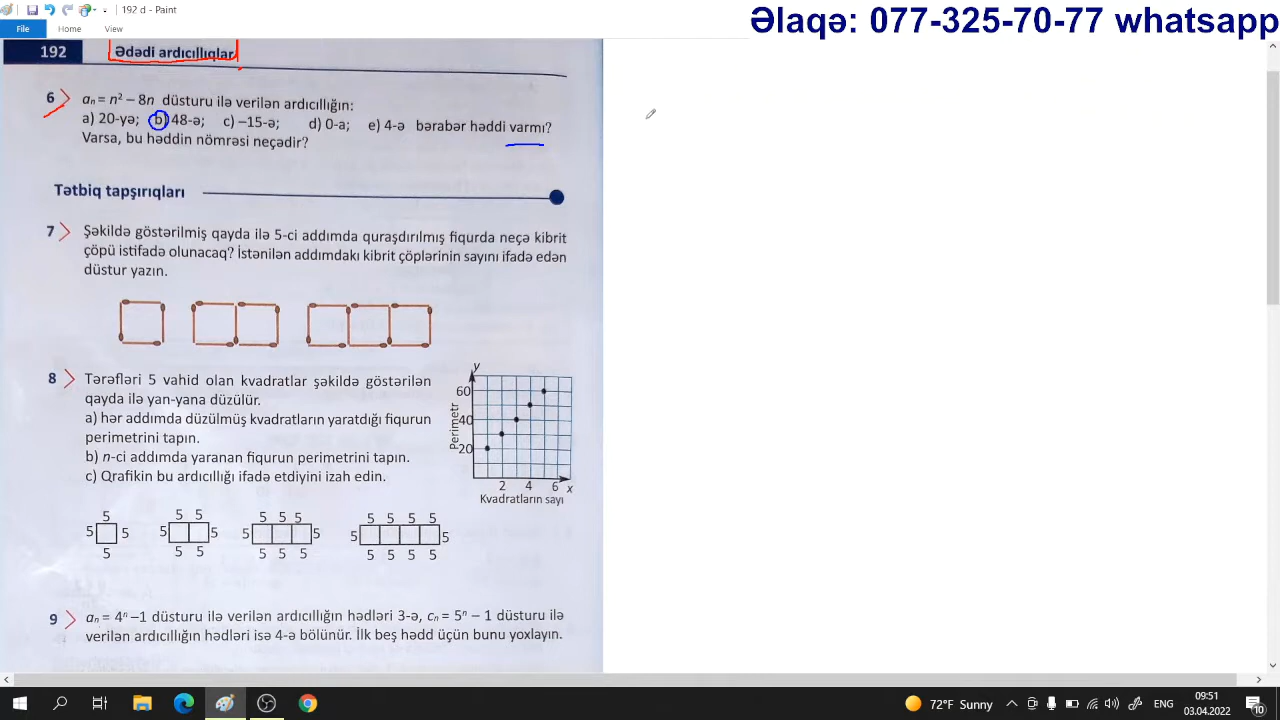 192 d - Paint
Əlaqə: 077-325-70-77 whatsapp
File Home View
192 Ədədi ardıcıllıqlar
6 aₙ = n² – 8n düsturu ilə verilən ardıcıllığın:
a) 20-yə; b) 48-ə; c) –15-ə; d) 0-a; e) 4-ə bərabər həddi varmı?
Varsa, bu həddin nömrəsi neçədir?
Tətbiq tapşırıqları
7 Şəkildə göstərilmiş qayda ilə 5-ci addımda quraşdırılmış fiqurda neçə kibrit
çöpü istifadə olunacaq? İstənilən addımdakı kibrit çöplərinin sayını ifadə edən
düstur yazın.
8 Tərəfləri 5 vahid olan kvadratlar şəkildə göstərilən
qayda ilə yan-yana düzülür.
a) hər addımda düzülmüş kvadratların yaratdığı fiqurun
perimetrini tapın.
b) n-ci addımda yaranan fiqurun perimetrini tapın.
c) Qrafikin bu ardıcıllığı ifadə etdiyini izah edin.
y
60
40
20
Perimetr
2 4 6 x
Kvadratların sayı
5 5 5 5 5 5 5 5 5 5
5 5 5 5 5 5 5 5
5 5 5 5 5 5 5 5 5 5
9 aₙ = 4ⁿ –1 düsturu ilə verilən ardıcıllığın hədləri 3-ə, cₙ = 5ⁿ – 1 düsturu ilə
verilən ardıcıllığın hədləri isə 4-ə bölünür. İlk beş hədd üçün bunu yoxlayın.
72°F Sunny
ENG
09:51
03.04.2022
10